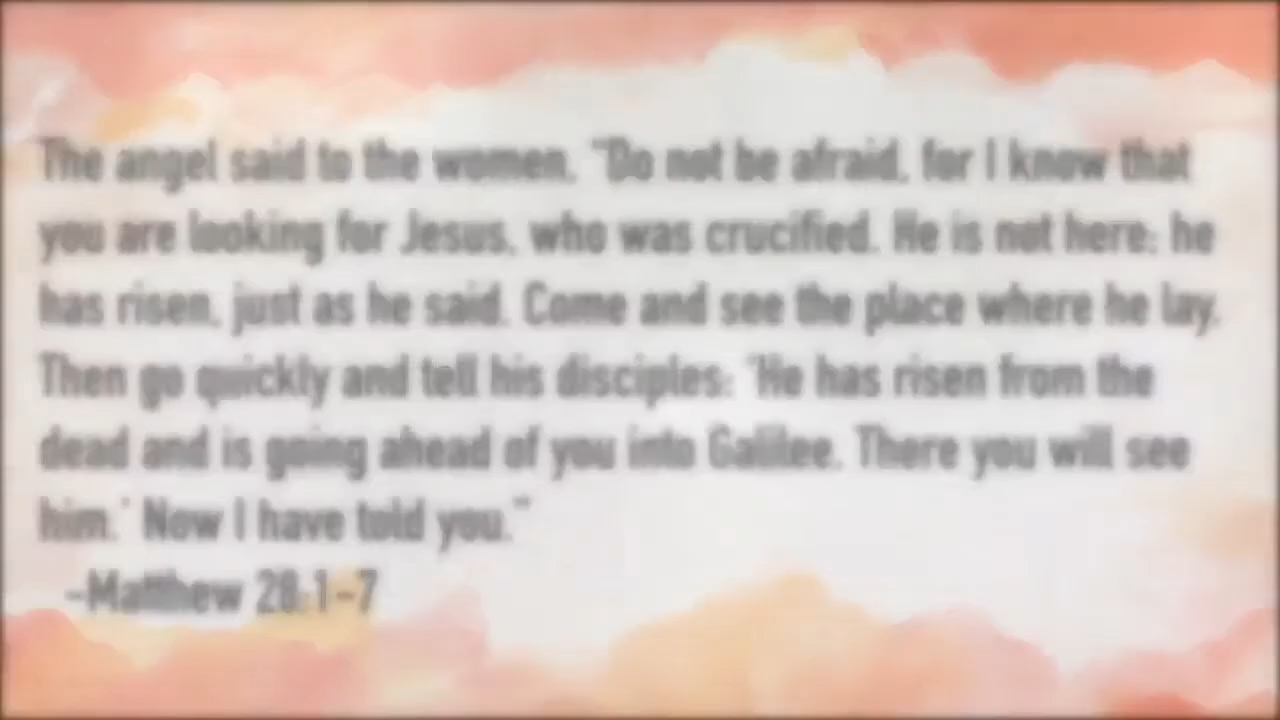 The angel said to the women, "Do not be afraid, for I know that
you are looking for Jesus, who was crucified. He is not here; he
has risen, just as he said. Come and see the place where he lay.
Then go quickly and tell his disciples: 'He has risen from the
dead and is going ahead of you into Galilee. There you will see
him.' Now I have told you."
-Matthew 28:1-7